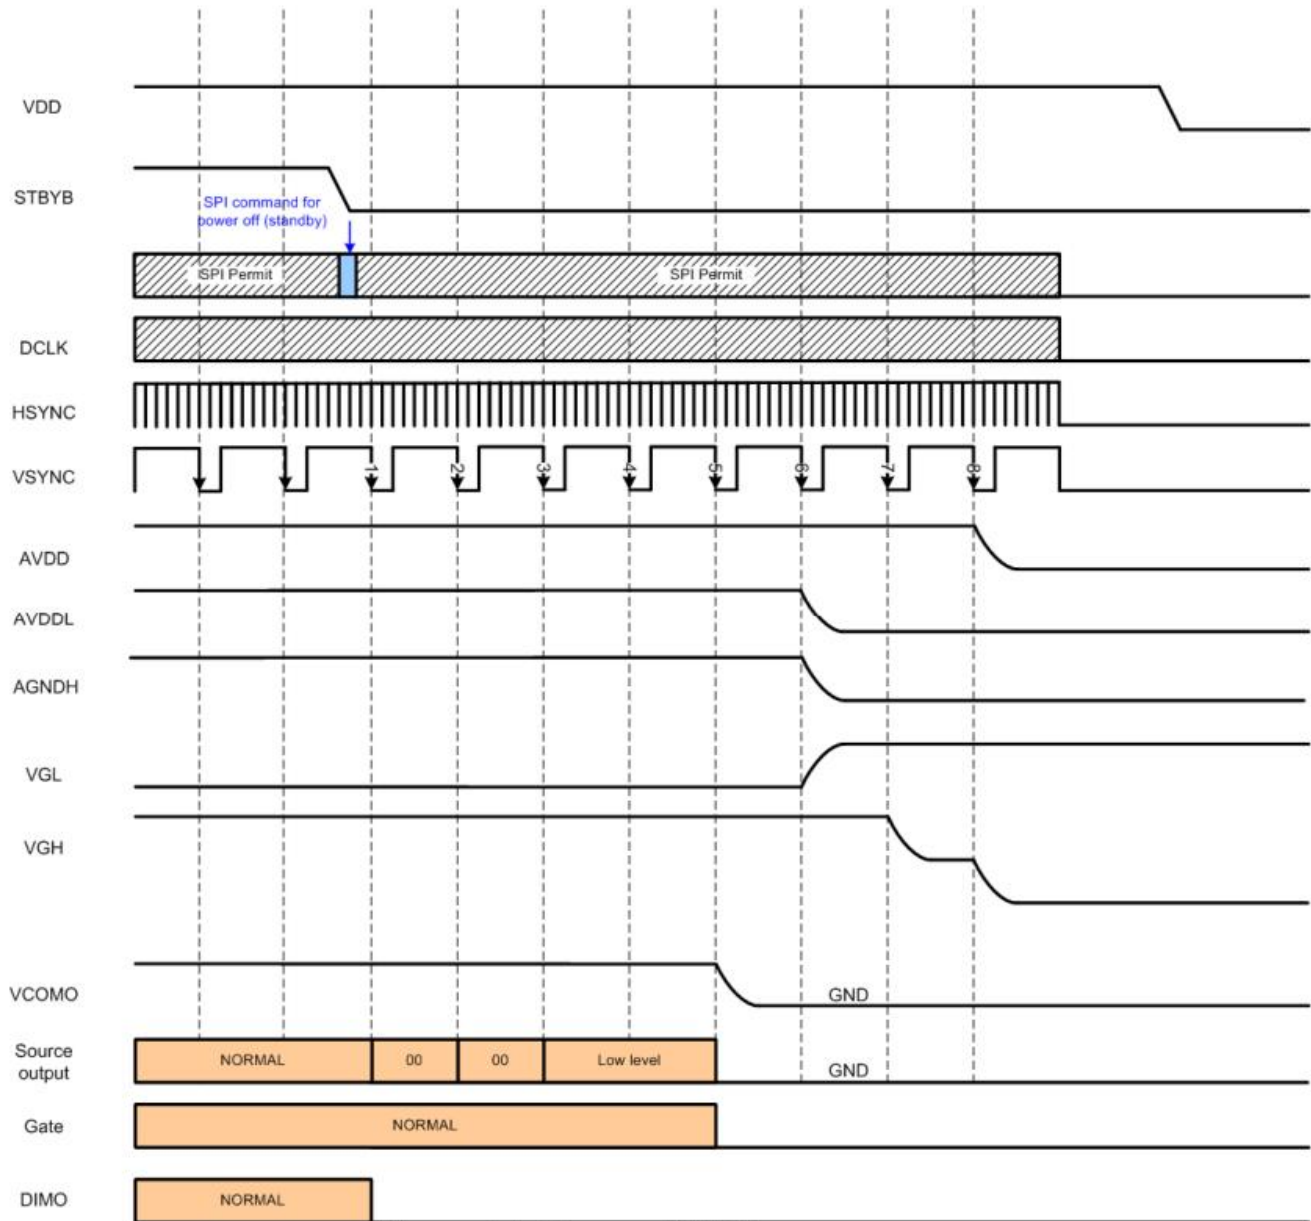 VDD
STBYB
SPI command for
power off (standby)
SPI Permit
SPI Permit
DCLK
HSYNC
VSYNC
1 2 3 4 5 6 7 8
AVDD
AVDDL
AGNDH
VGL
VGH
VCOMO
GND
Source
output
NORMAL 00 00 Low level
GND
Gate
NORMAL
DIMO
NORMAL